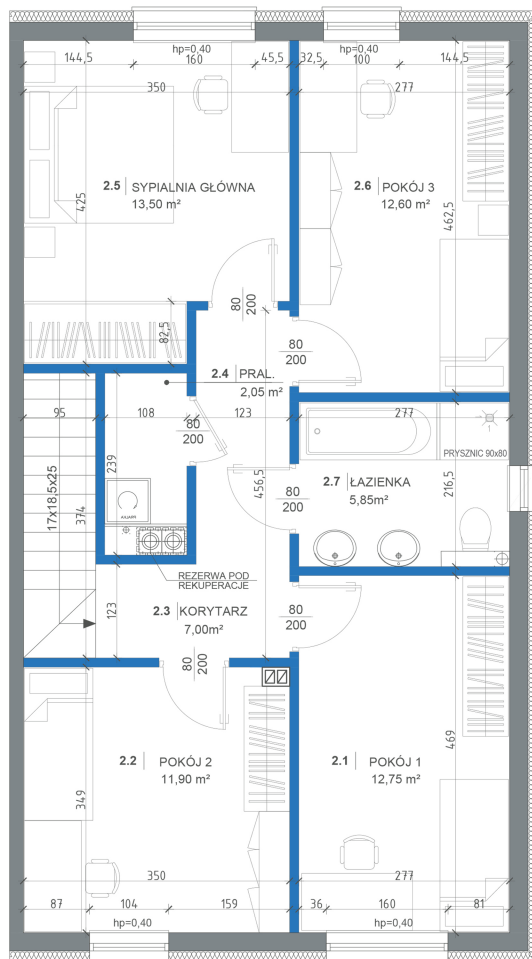 hp=0,40
hp=0,40
144,5
160
45,5
32,5
100
144,5
350
277
2.5 SYPIALNIA GŁÓWNA
13,50 m²
2.6 POKÓJ 3
12,60 m²
425
462,5
80
200
82,5
80
200
2.4 PRAL.
2,05 m²
95
108
123
277
80
200
PRYSZNIC 90x80
239
456,5
2.7 ŁAZIENKA
5,85m²
216,5
80
200
17x18,5x25
374
PRALKA
REZERWA POD
REKUPERACJE
123
2.3 KORYTARZ
7,00m²
80
200
80
200
469
2.2 POKÓJ 2
11,90 m²
2.1 POKÓJ 1
12,75 m²
349
350
277
87
104
159
36
160
81
hp=0,40
hp=0,40